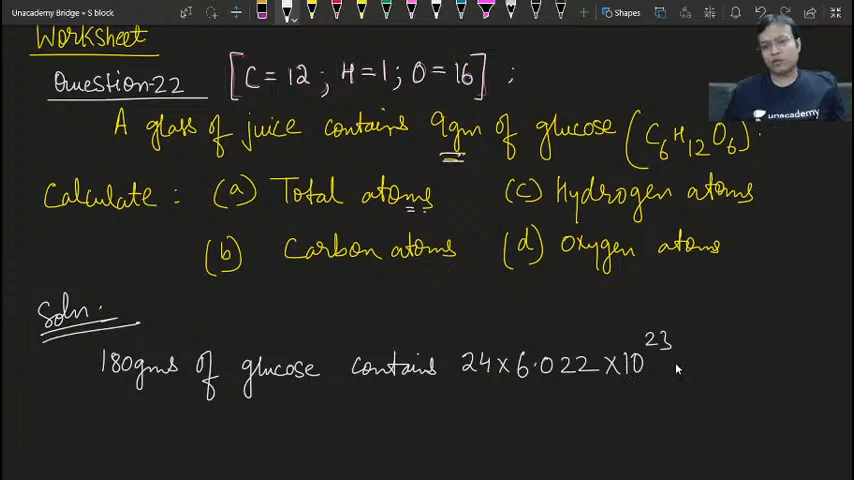 Unacademy Bridge + S block
Shapes
Worksheet
Question-22 [C = 12 ; H = 1 ; O = 16] ;
A glass of juice contains 9gm of glucose (C6H12O6).
Calculate : (a) Total atoms (c) Hydrogen atoms
(b) Carbon atoms (d) Oxygen atoms
Soln:
180gms of glucose contains 24 x 6.022 x 10^23
unacademy